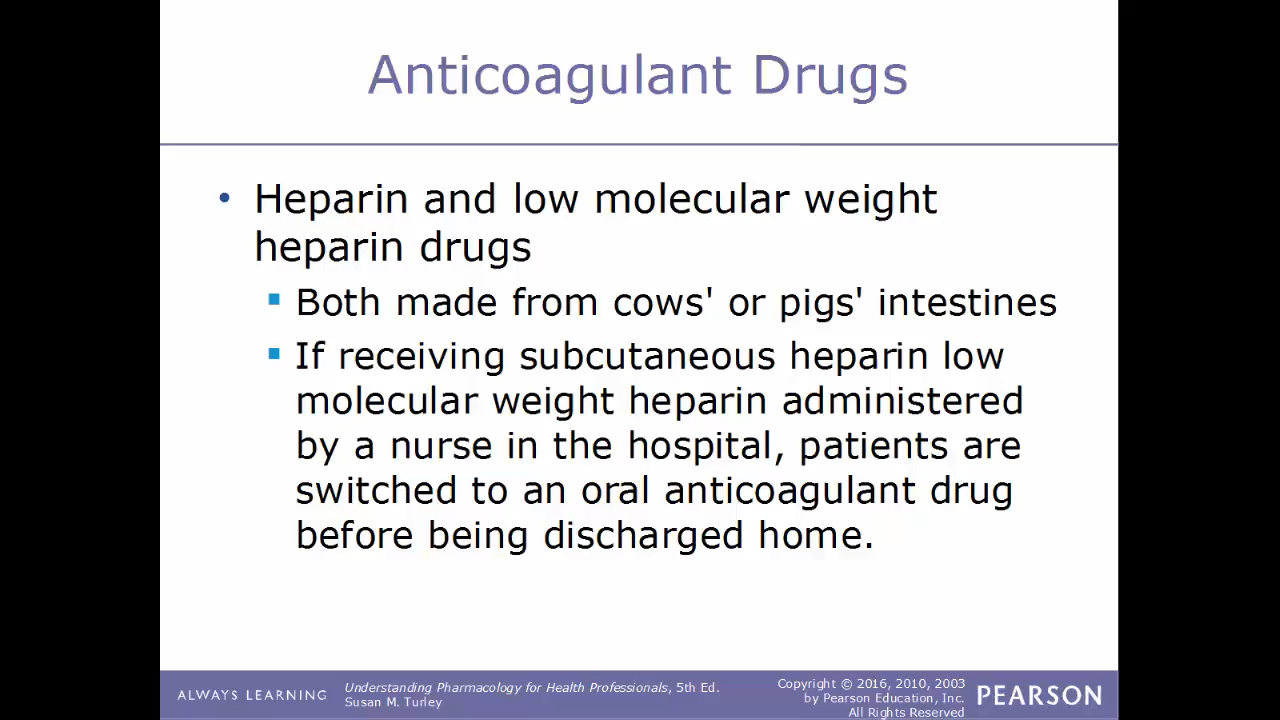 Anticoagulant Drugs
• Heparin and low molecular weight
heparin drugs
▪ Both made from cows' or pigs' intestines
▪ If receiving subcutaneous heparin low
molecular weight heparin administered
by a nurse in the hospital, patients are
switched to an oral anticoagulant drug
before being discharged home.
ALWAYS LEARNING
Understanding Pharmacology for Health Professionals, 5th Ed.
Susan M. Turley
Copyright © 2016, 2010, 2003
by Pearson Education, Inc.
All Rights Reserved
PEARSON